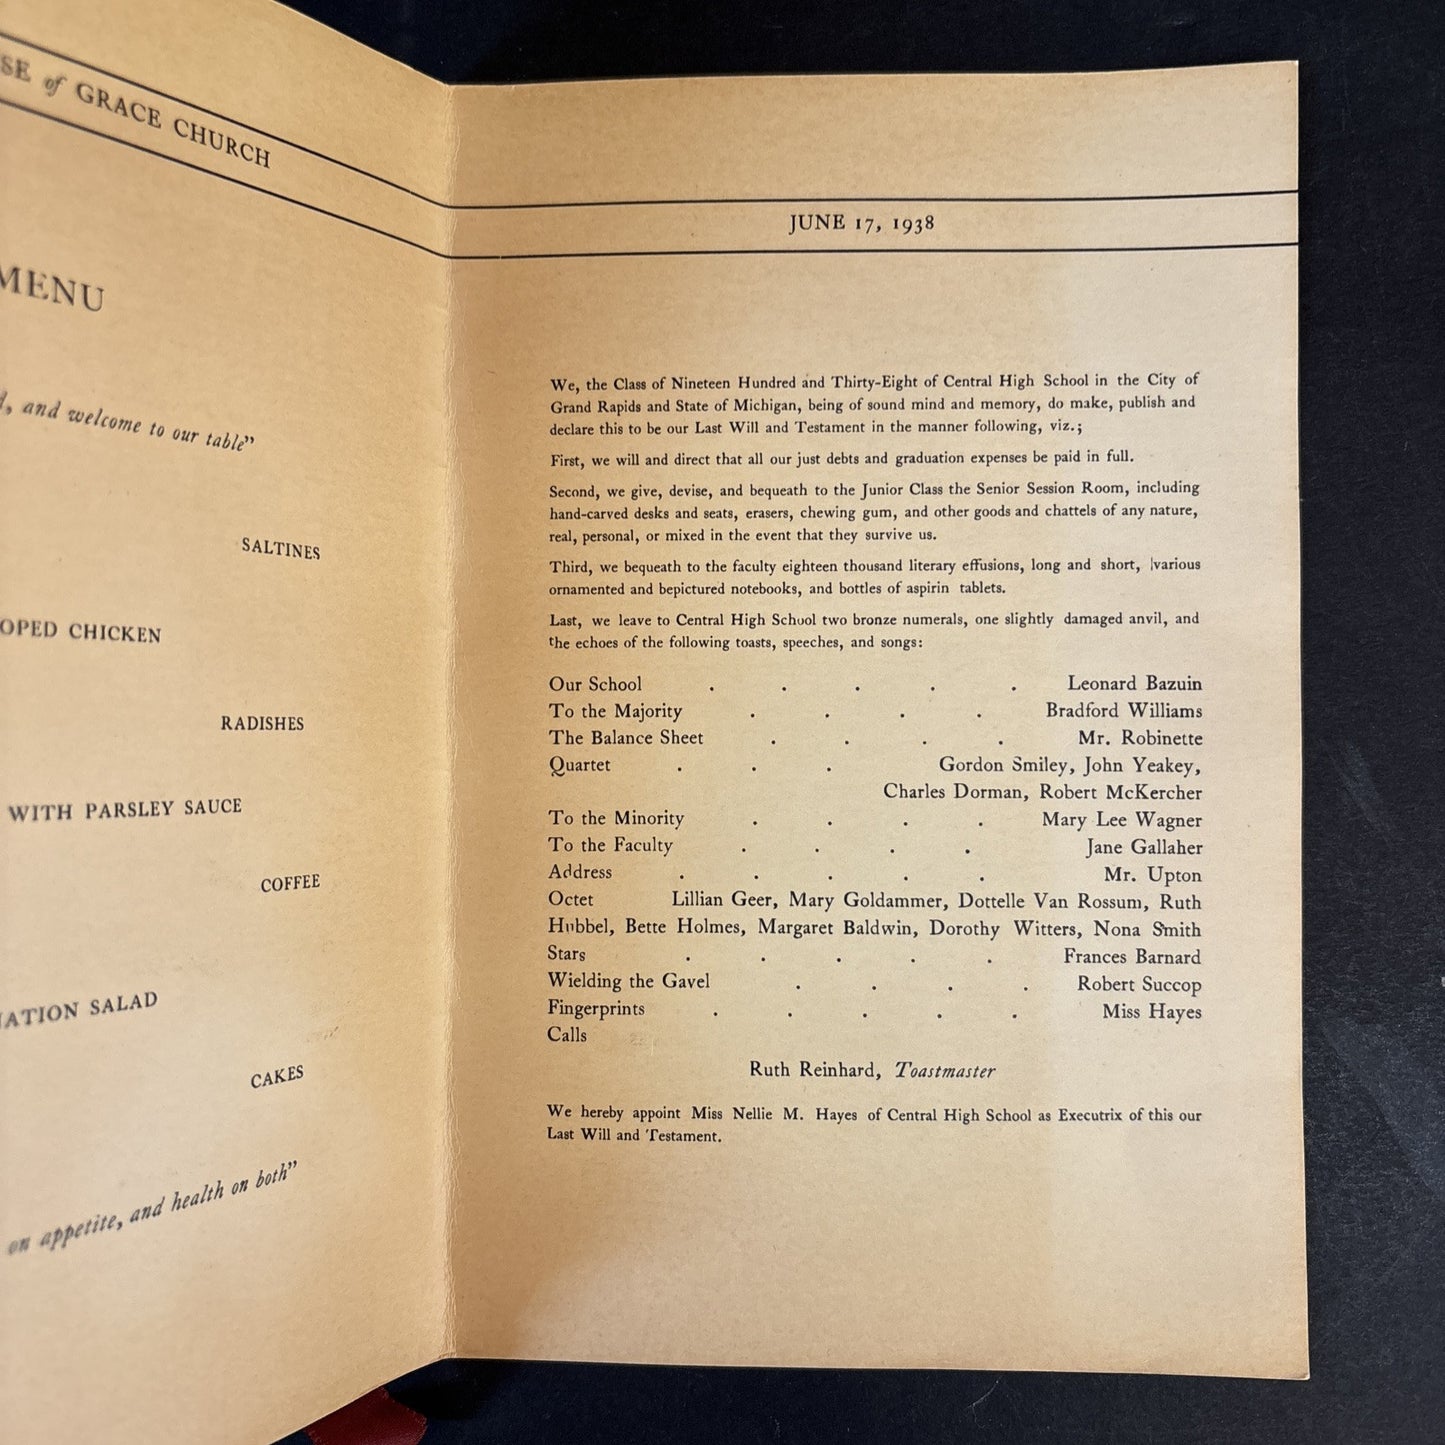 of GRACE CHURCH
MENU
and welcome to our table"
SALTINES
CHICKEN
RADISHES
WITH PARSLEY SAUCE
COFFEE
SALAD
CAKES
on appetite, and health on both"
JUNE 17, 1938
We, the Class of Nineteen Hundred and Thirty-Eight of Central High School in the City of
Grand Rapids and State of Michigan, being of sound mind and memory, do make, publish and
declare this to be our Last Will and Testament in the manner following, viz.;
First, we will and direct that all our just debts and graduation expenses be paid in full.
Second, we give, devise, and bequeath to the Junior Class the Senior Session Room, including
hand-carved desks and seats, erasers, chewing gum, and other goods and chattels of any nature,
real, personal, or mixed in the event that they survive us.
Third, we bequeath to the faculty eighteen thousand literary effusions, long and short, various
ornamented and bepictured notebooks, and bottles of aspirin tablets.
Last, we leave to Central High School two bronze numerals, one slightly damaged anvil, and
the echoes of the following toasts, speeches, and songs:
Our School . . . . . Leonard Bazuin
To the Majority . . . . Bradford Williams
The Balance Sheet . . . . Mr. Robinette
Quartet . . . Gordon Smiley, John Yeakey,
Charles Dorman, Robert McKercher
To the Minority . . . . Mary Lee Wagner
To the Faculty . . . . Jane Gallaher
Address . . . . . Mr. Upton
Octet Lillian Geer, Mary Goldammer, Dottelle Van Rossum, Ruth
Hubbel, Bette Holmes, Margaret Baldwin, Dorothy Witters, Nona Smith
Stars . . . . . Frances Barnard
Wielding the Gavel . . . . Robert Succop
Fingerprints . . . . . Miss Hayes
Calls
Ruth Reinhard, Toastmaster
We hereby appoint Miss Nellie M. Hayes of Central High School as Executrix of this our
Last Will and Testament.